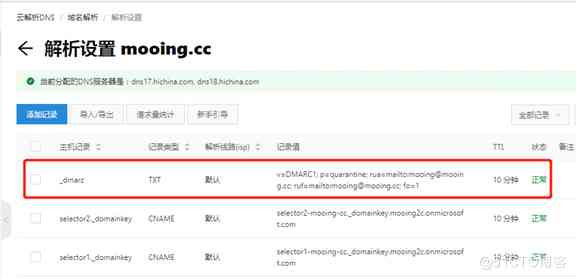 云解析DNS / 域名解析 / 解析设置
← 解析设置 mooing.cc
当前分配的DNS服务器是：dns17.hichina.com, dns18.hichina.com
添加记录 导入/导出 请求量统计 新手引导 全部记录
主机记录 记录类型 解析线路(isp) 记录值 TTL 状态 备注
_dmarz TXT 默认 v=DMARC1; p=quarantine; rua=mailto:mooing@mooin
g.cc; ruf=mailto:mooing@mooing.cc; fo=1 10 分钟 正常
selector2._domainkey CNAME 默认 selector2-mooing-cc._domainkey.mooing2c.onmicrosof
t.com 10 分钟 正常
selector1._domainkey CNAME 默认 selector1-mooing-cc._domainkey.mooing2c.onmicrosof
t.com 10 分钟 正常
@51CTO博客